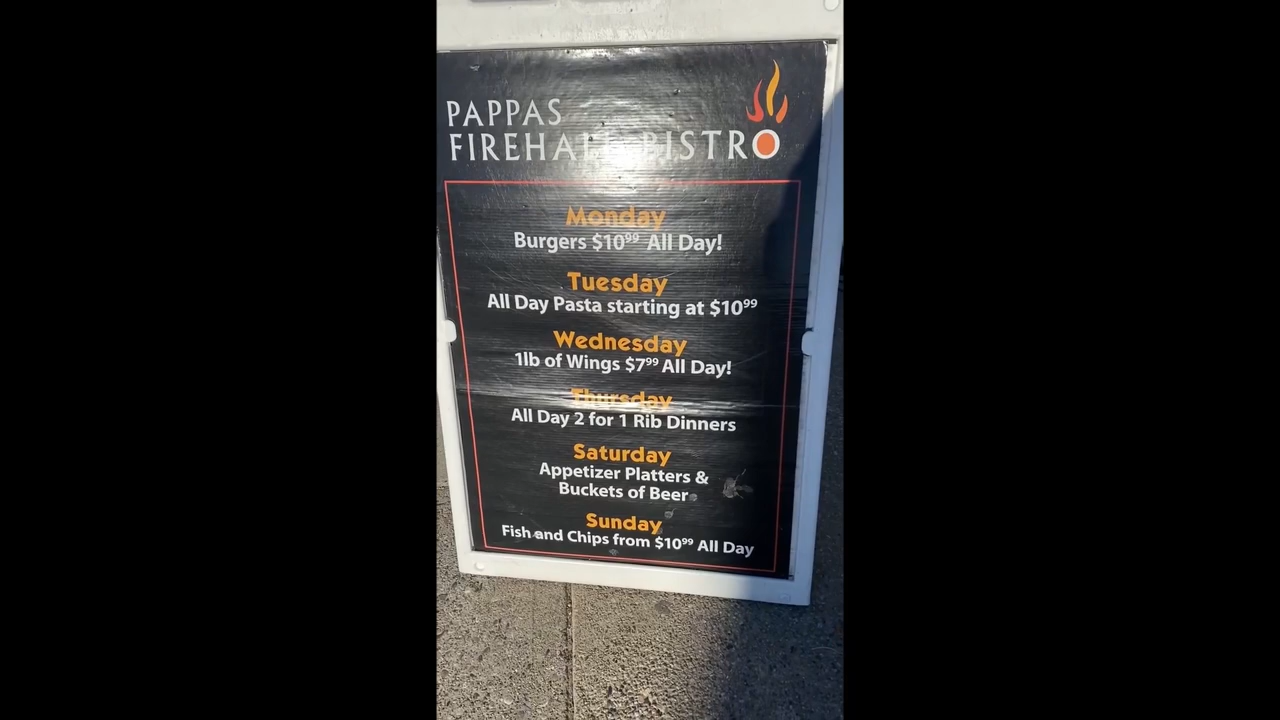 PAPPAS
FIREHALL BISTRO
Monday
Burgers $10⁹⁹ All Day!
Tuesday
All Day Pasta starting at $10⁹⁹
Wednesday
1lb of Wings $7⁹⁹ All Day!
Thursday
All Day 2 for 1 Rib Dinners
Saturday
Appetizer Platters &
Buckets of Beer
Sunday
Fish and Chips from $10⁹⁹ All Day